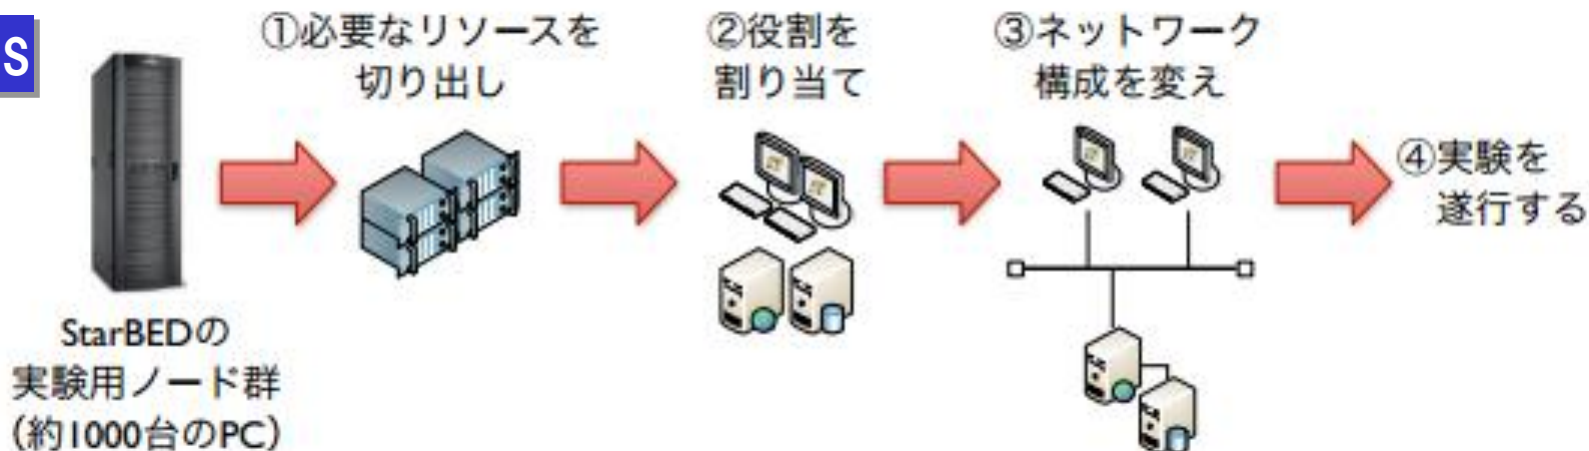 S
①必要なリソースを
切り出し
②役割を
割り当て
③ネットワーク
構成を変え
④実験を
遂行する
StarBEDの
実験用ノード群
(約1000台のPC)